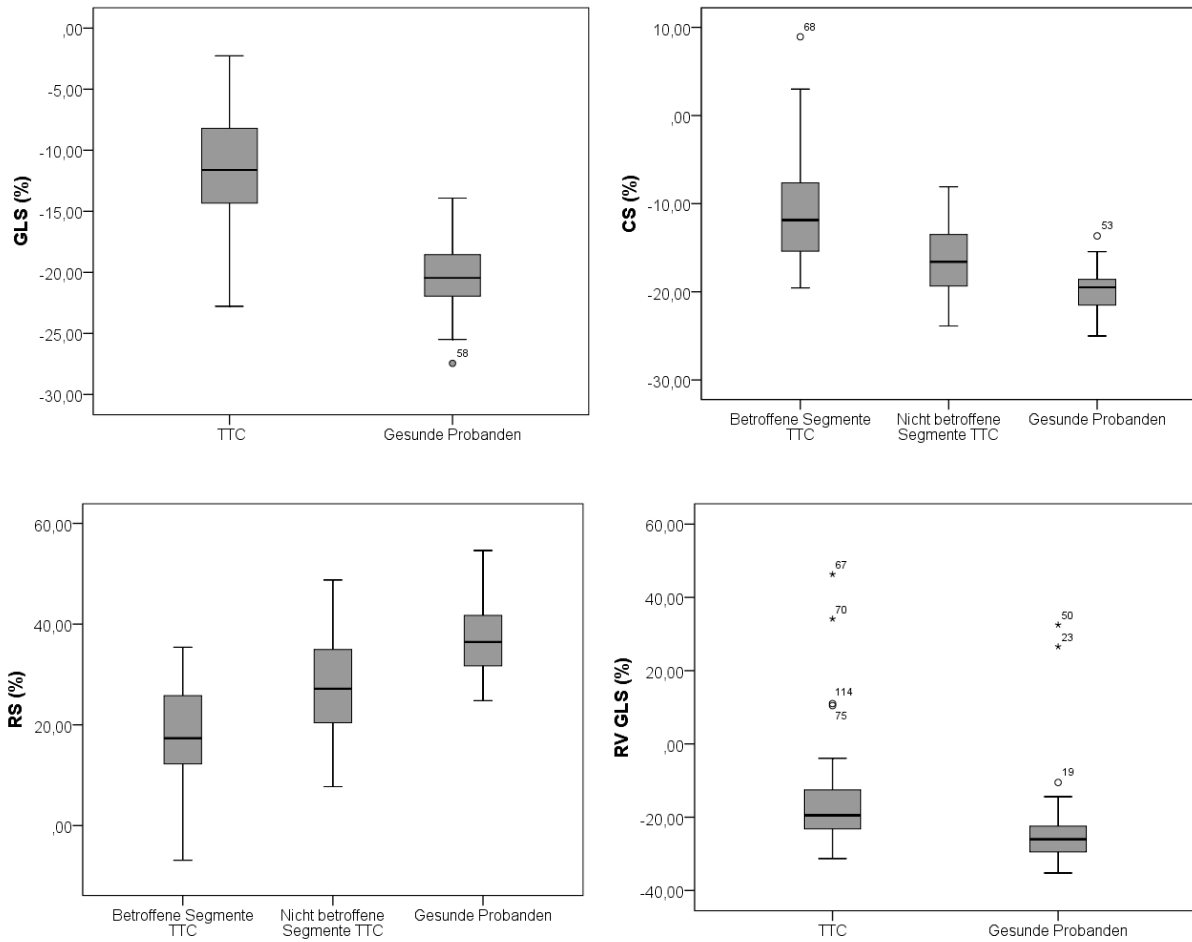 GLS (%)
,00
-5,00
-10,00
-15,00
-20,00
-25,00
-30,00
58
TTC
Gesunde Probanden
CS (%)
10,00
,00
-10,00
-20,00
-30,00
68
53
Betroffene Segmente
TTC
Nicht betroffene
Segmente TTC
Gesunde Probanden
RS (%)
60,00
40,00
20,00
,00
Betroffene Segmente
TTC
Nicht betroffene
Segmente TTC
Gesunde Probanden
RV GLS (%)
60,00
40,00
20,00
,00
-20,00
-40,00
67
70
114
75
50
23
19
TTC
Gesunde Probanden